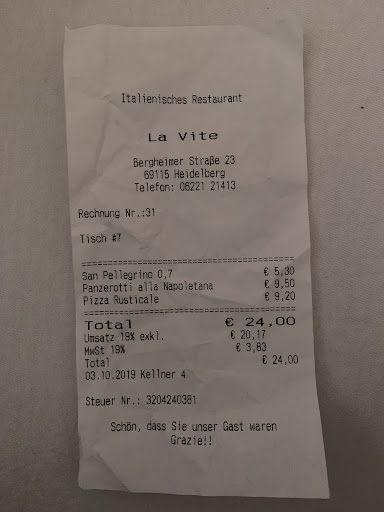 Italienisches Restaurant
La Vite
Bergheimer Straße 23
69115 Heidelberg
Telefon: 06221 21413
Rechnung Nr.:31
Tisch #7
San Pellegrino 0,7 € 5,30
Panzerotti alla Napoletana € 9,50
Pizza Rusticale € 9,20
Total € 24,00
Umsatz 19% exkl. € 20,17
MwSt 19% € 3,83
Total € 24,00
03.10.2019 Kellner 4
Steuer Nr.: 3204240381
Schön, dass Sie unser Gast waren
Grazie!!